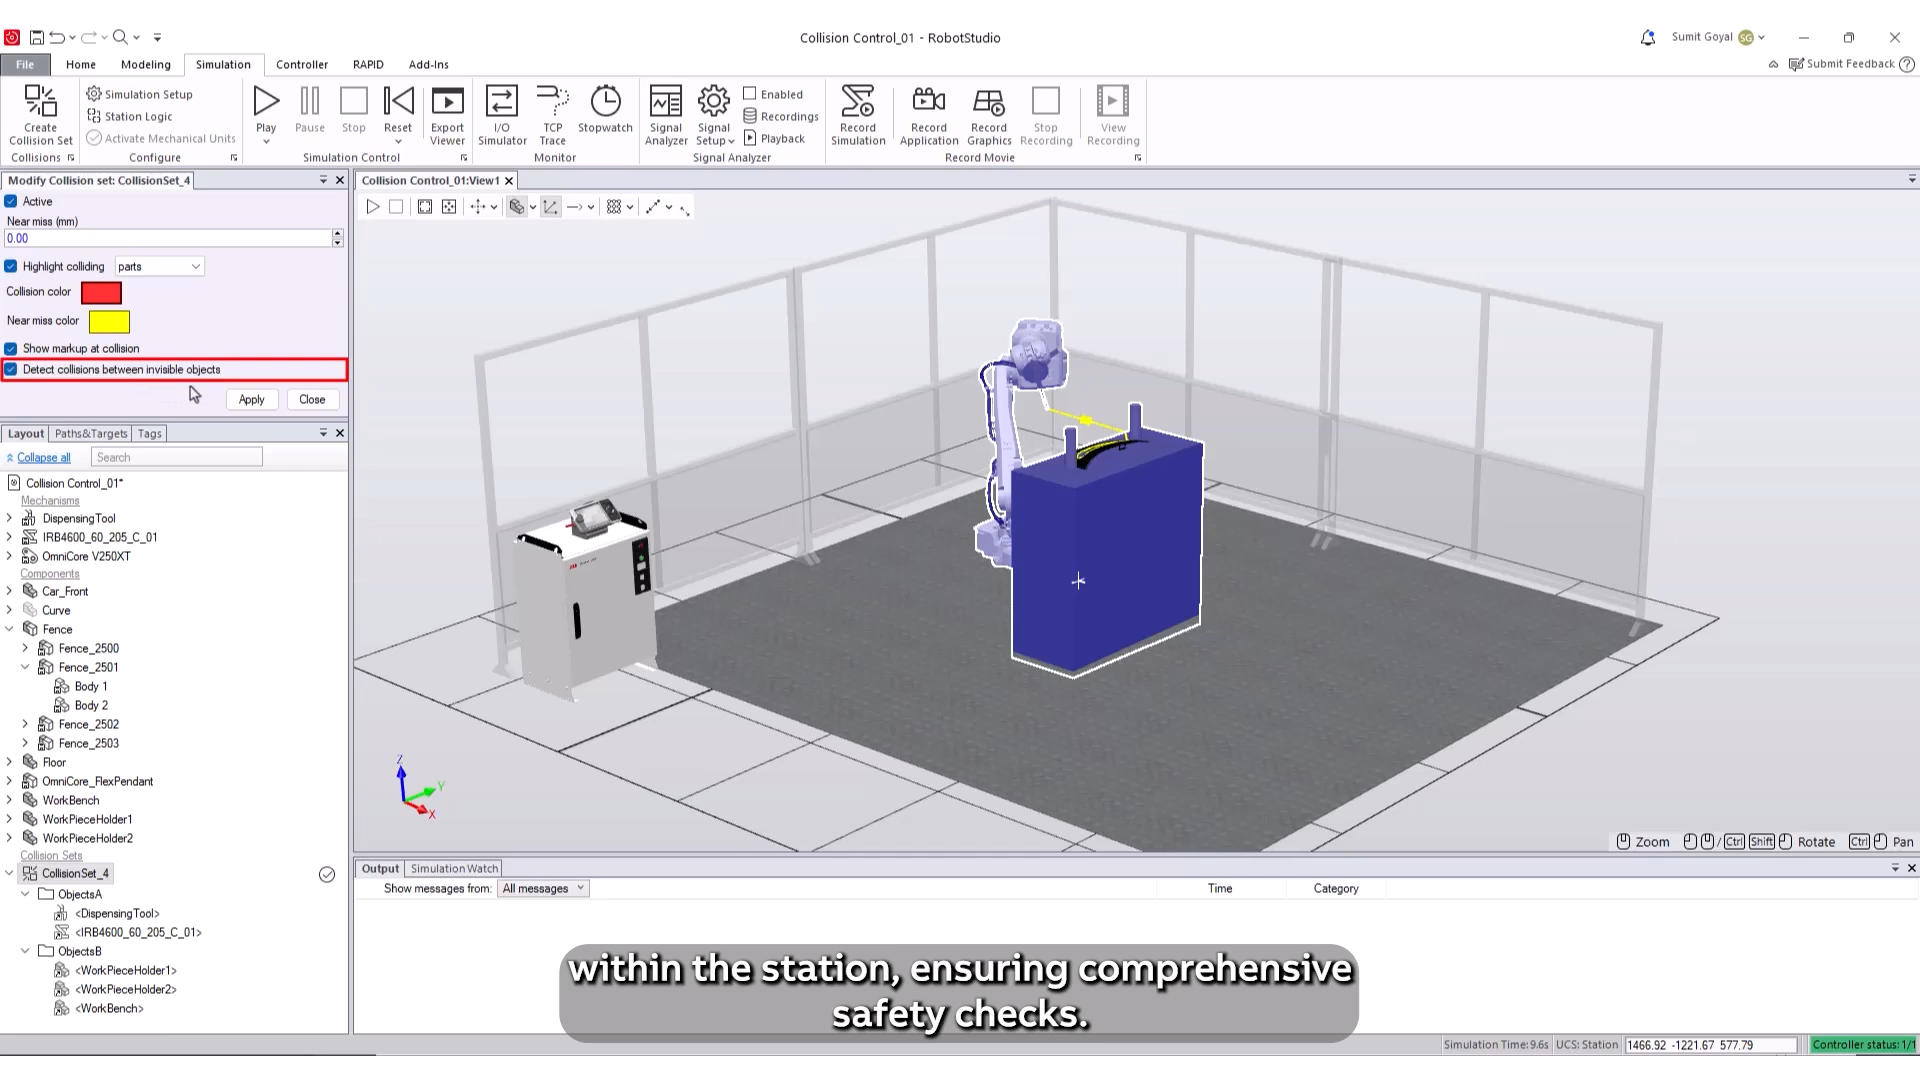 Collision Control_01 - RobotStudio
Sumit Goyal SG
File Home Modeling Simulation Controller RAPID Add-Ins
Submit Feedback
Create
Collision Set
Collisions
Simulation Setup
Station Logic
Activate Mechanical Units
Configure
Play
Pause
Stop
Reset
Export
Viewer
Simulation Control
I/O
Simulator
TCP
Trace
Stopwatch
Monitor
Signal
Analyzer
Signal
Setup
Enabled
Recordings
Playback
Signal Analyzer
Record
Simulation
Record
Application
Record
Graphics
Stop
Recording
View
Recording
Record Movie
Modify Collision set: CollisionSet_4
Active
Near miss (mm)
0.00
Highlight colliding parts
Collision color
Near miss color
Show markup at collision
Detect collisions between invisible objects
Apply Close
Layout Paths&Targets Tags
Collapse all Search
Collision Control_01*
Mechanisms
DispensingTool
IRB4600_60_205_C_01
OmniCore V250XT
Components
Car_Front
Curve
Fence
Fence_2500
Fence_2501
Body 1
Body 2
Fence_2502
Fence_2503
Floor
OmniCore_FlexPendant
WorkBench
WorkPieceHolder1
WorkPieceHolder2
Collision Sets
CollisionSet_4
ObjectsA
<DispensingTool>
<IRB4600_60_205_C_01>
ObjectsB
<WorkPieceHolder1>
<WorkPieceHolder2>
<WorkBench>
Collision Control_01:View1
Z
Y
X
Zoom / Ctrl Shift Rotate Ctrl Pan
Output Simulation Watch
Show messages from: All messages Time Category
within the station, ensuring comprehensive
safety checks.
Simulation Time: 9.6s UCS: Station 1466.92 -1221.67 577.79 Controller status: 1/1